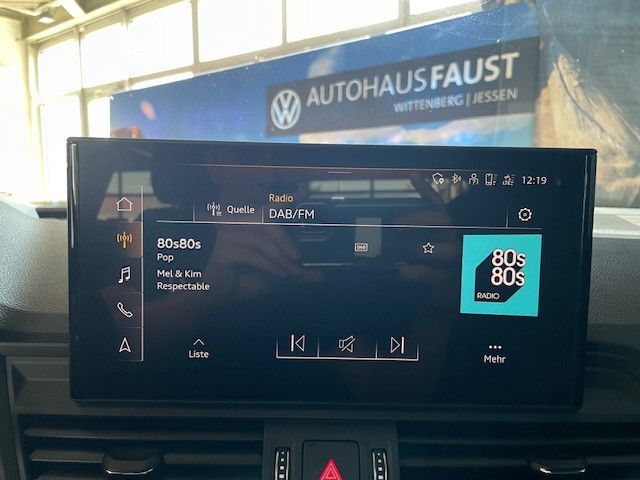 AUTOHAUS FAUST
WITTENBERG | JESSEN
12:19
Quelle
Radio
DAB/FM
80s80s
Pop
Mel & Kim
Respectable
DAB
80s
80s
RADIO
Liste
Mehr